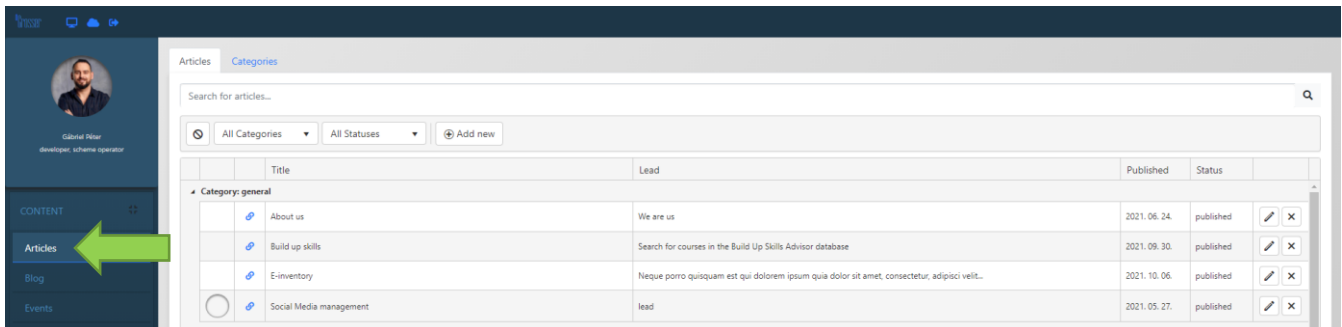 Articles Categories
Search for articles...
Gábriel Péter
developer, scheme operator
All Categories All Statuses Add new
Title Lead Published Status
Category: general
CONTENT
About us We are us 2021. 06. 24. published
Articles
Build up skills Search for courses in the Build Up Skills Advisor database 2021. 09. 30. published
Blog
E-inventory Neque porro quisquam est qui dolorem ipsum quia dolor sit amet, consectetur, adipisci velit... 2021. 10. 06. published
Events
Social Media management lead 2021. 05. 27. published